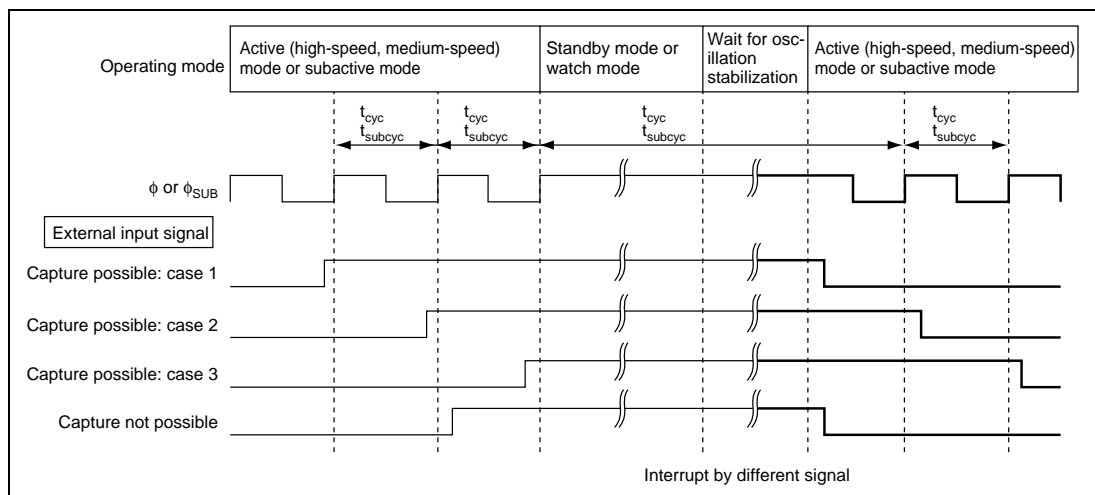 Operating mode
Active (high-speed, medium-speed)
mode or subactive mode
Standby mode or
watch mode
Wait for osc-
illation
stabilization
Active (high-speed, medium-speed)
mode or subactive mode
tcyc
tsubcyc
tcyc
tsubcyc
tcyc
tsubcyc
tcyc
tsubcyc
φ or φSUB
External input signal
Capture possible: case 1
Capture possible: case 2
Capture possible: case 3
Capture not possible
Interrupt by different signal